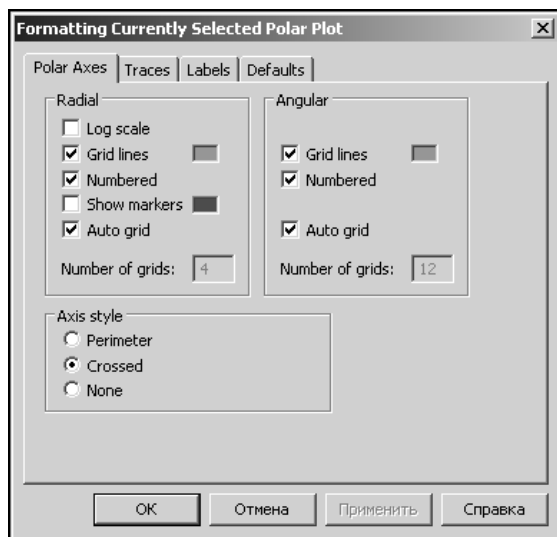 Formatting Currently Selected Polar Plot
Polar Axes Traces Labels Defaults
Radial
Log scale
Grid lines
Numbered
Show markers
Auto grid
Number of grids: 4
Angular
Grid lines
Numbered
Auto grid
Number of grids: 12
Axis style
Perimeter
Crossed
None
OK Отмена Применить Справка